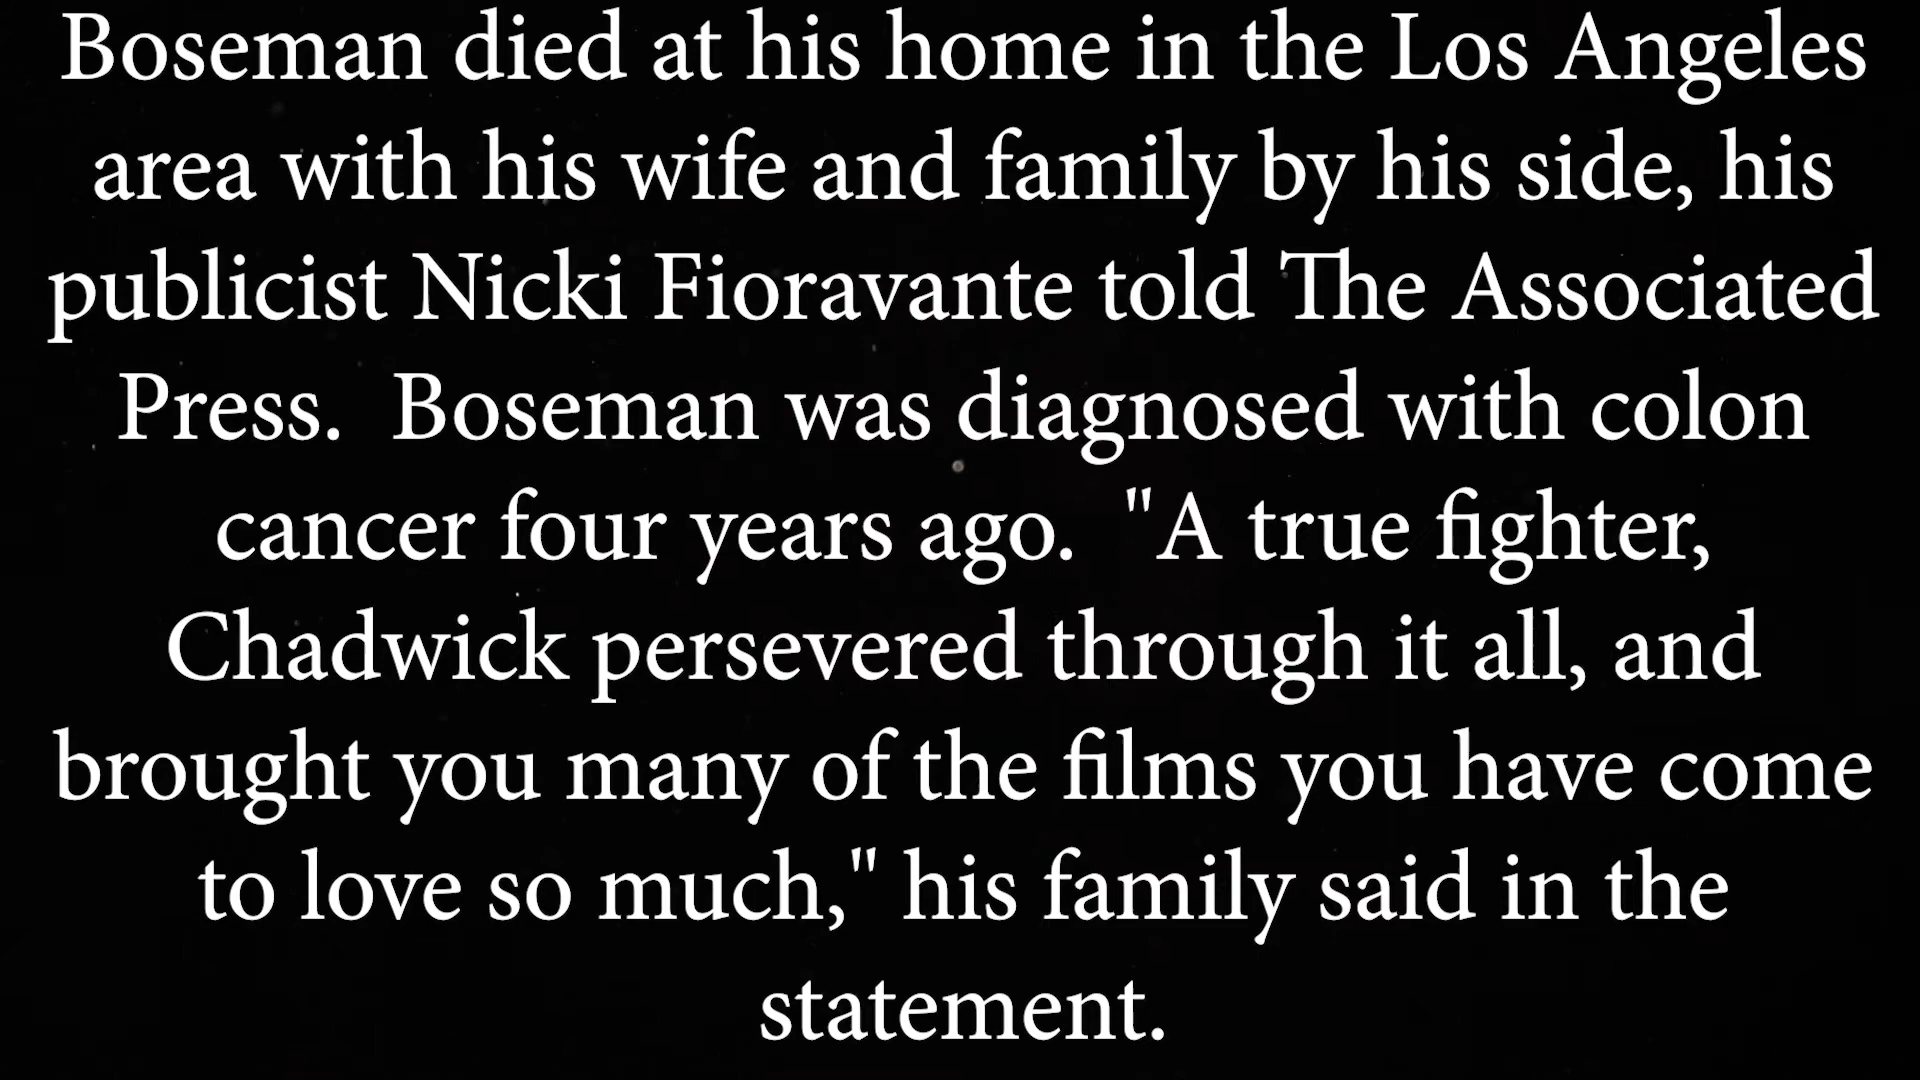 Boseman died at his home in the Los Angeles
area with his wife and family by his side, his
publicist Nicki Fioravante told The Associated
Press.  Boseman was diagnosed with colon
cancer four years ago.  "A true fighter,
Chadwick persevered through it all, and
brought you many of the films you have come
to love so much," his family said in the
statement.